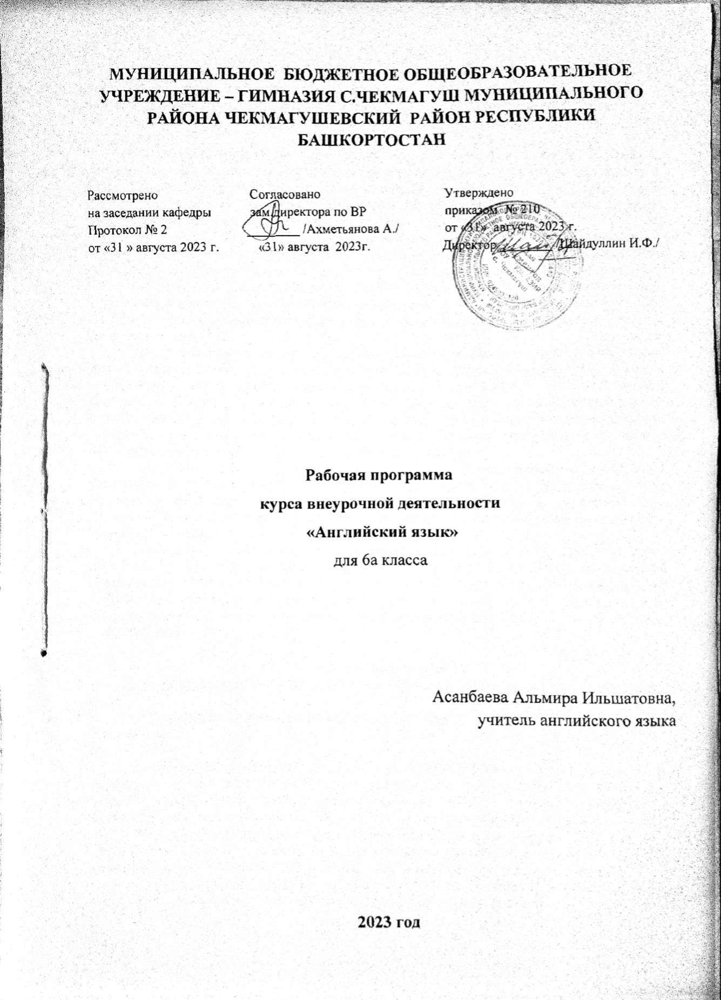 МУНИЦИПАЛЬНОЕ БЮДЖЕТНОЕ ОБЩЕОБРАЗОВАТЕЛЬНОЕ
УЧРЕЖДЕНИЕ – ГИМНАЗИЯ С.ЧЕКМАГУШ МУНИЦИПАЛЬНОГО
РАЙОНА ЧЕКМАГУШЕВСКИЙ РАЙОН РЕСПУБЛИКИ
БАШКОРТОСТАН
Рассмотрено
на заседании кафедры
Протокол № 2
от «31 » августа 2023 г.
Согласовано
зам директора по ВР
/Ахметьянова А./
«31» августа 2023г.
Утверждено
приказом № 210
от «31» августа 2023 г.
Директор /Шайдуллин И.Ф./
с. Чекмагуш
Рабочая программа
курса внеурочной деятельности
«Английский язык»
для 6а класса
Асанбаева Альмира Ильшатовна,
учитель английского языка
2023 год